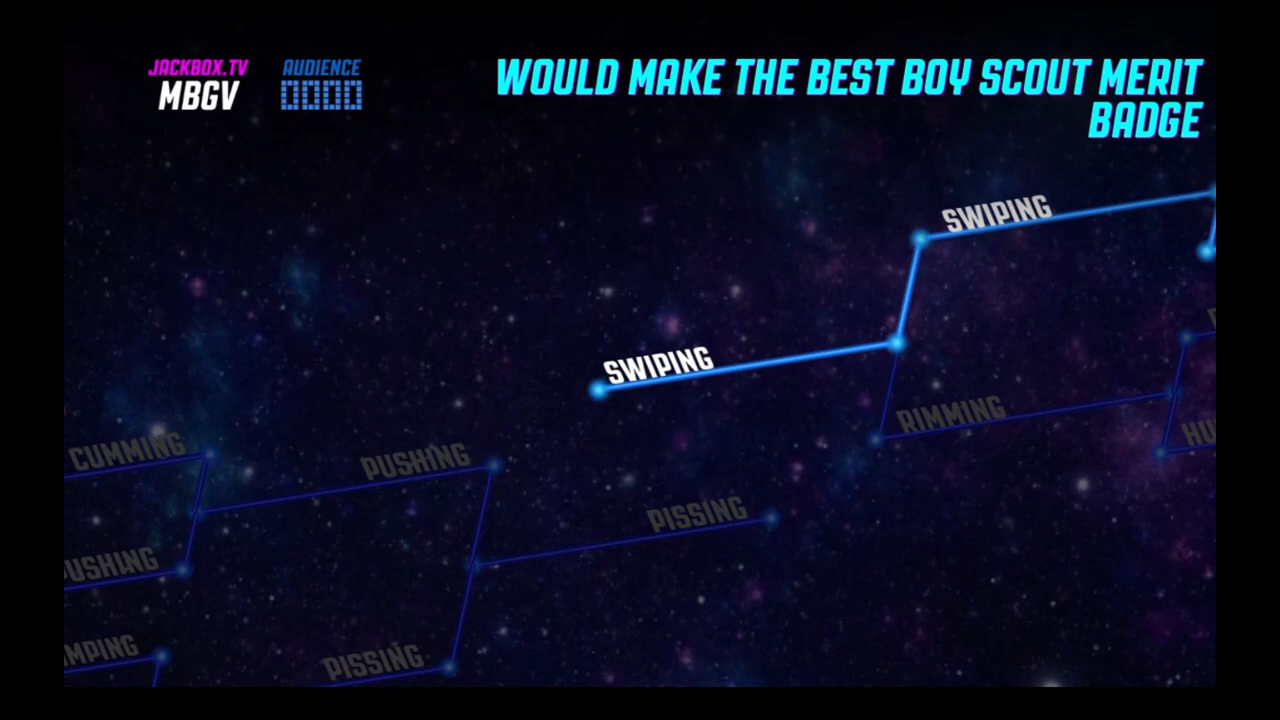 JACKBOX.TV
MBGV
AUDIENCE
0000
WOULD MAKE THE BEST BOY SCOUT MERIT
BADGE
SWIPING
SWIPING
RIMMING
CUMMING
PUSHING
PISSING
PISSING